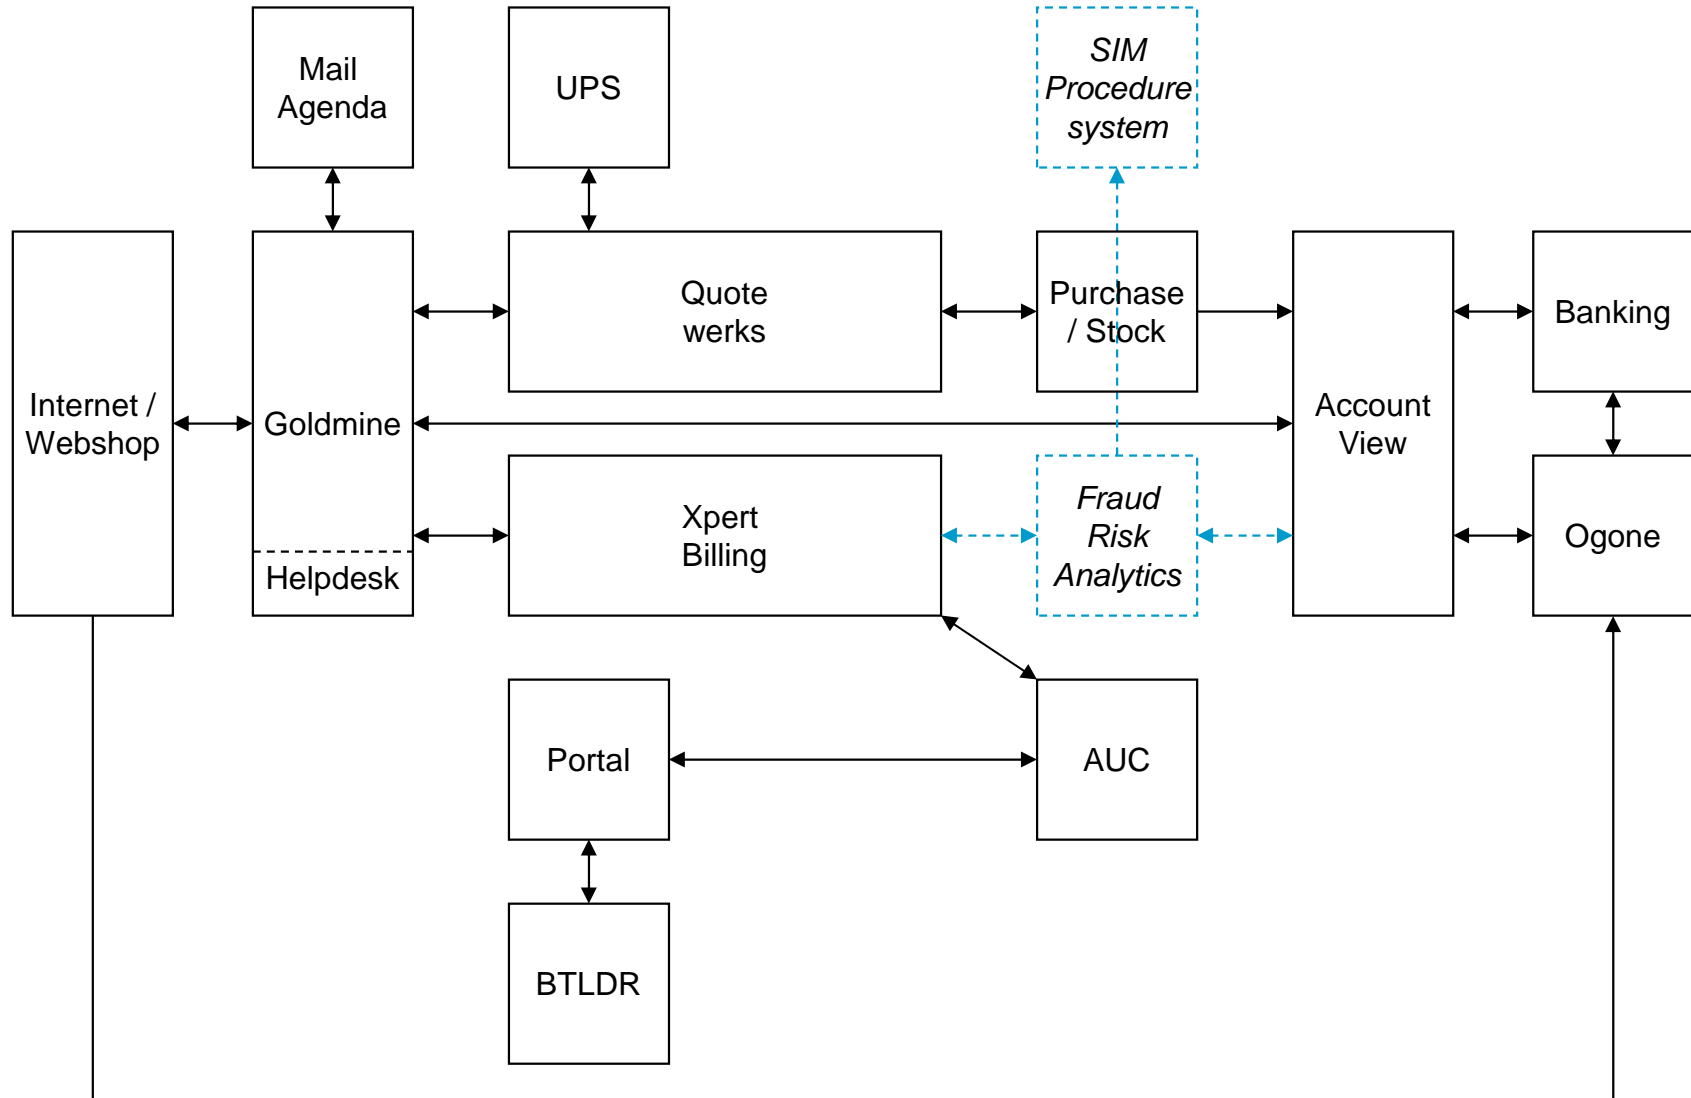 Mail
Agenda
UPS
SIM
Procedure
system
Internet /
Webshop
Goldmine
Helpdesk
Quote
werks
Purchase
/ Stock
Account
View
Banking
Xpert
Billing
Fraud
Risk
Analytics
Ogone
Portal
AUC
BTLDR